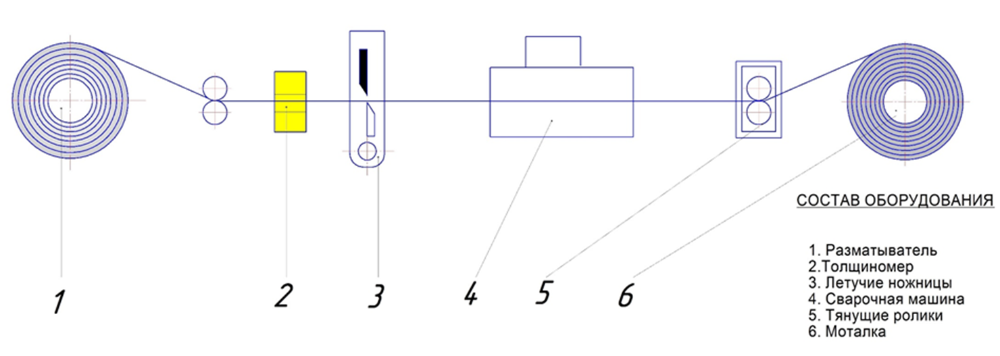 СОСТАВ ОБОРУДОВАНИЯ
1. Разматыватель
2.Толщиномер
3. Летучие ножницы
4. Сварочная машина
5. Тянущие ролики
6. Моталка
1 2 3 4 5 6